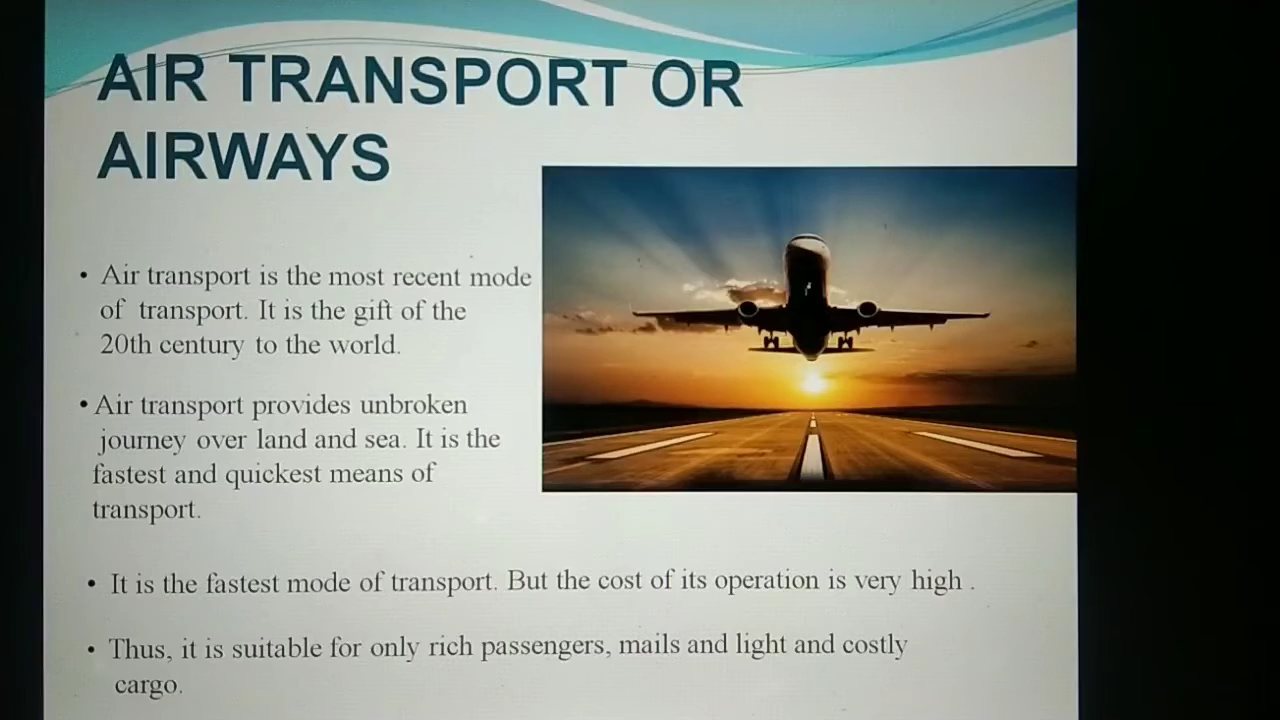 AIR TRANSPORT OR
AIRWAYS
• Air transport is the most recent mode
of transport. It is the gift of the
20th century to the world.
• Air transport provides unbroken
journey over land and sea. It is the
fastest and quickest means of
transport.
• It is the fastest mode of transport. But the cost of its operation is very high .
• Thus, it is suitable for only rich passengers, mails and light and costly
cargo.